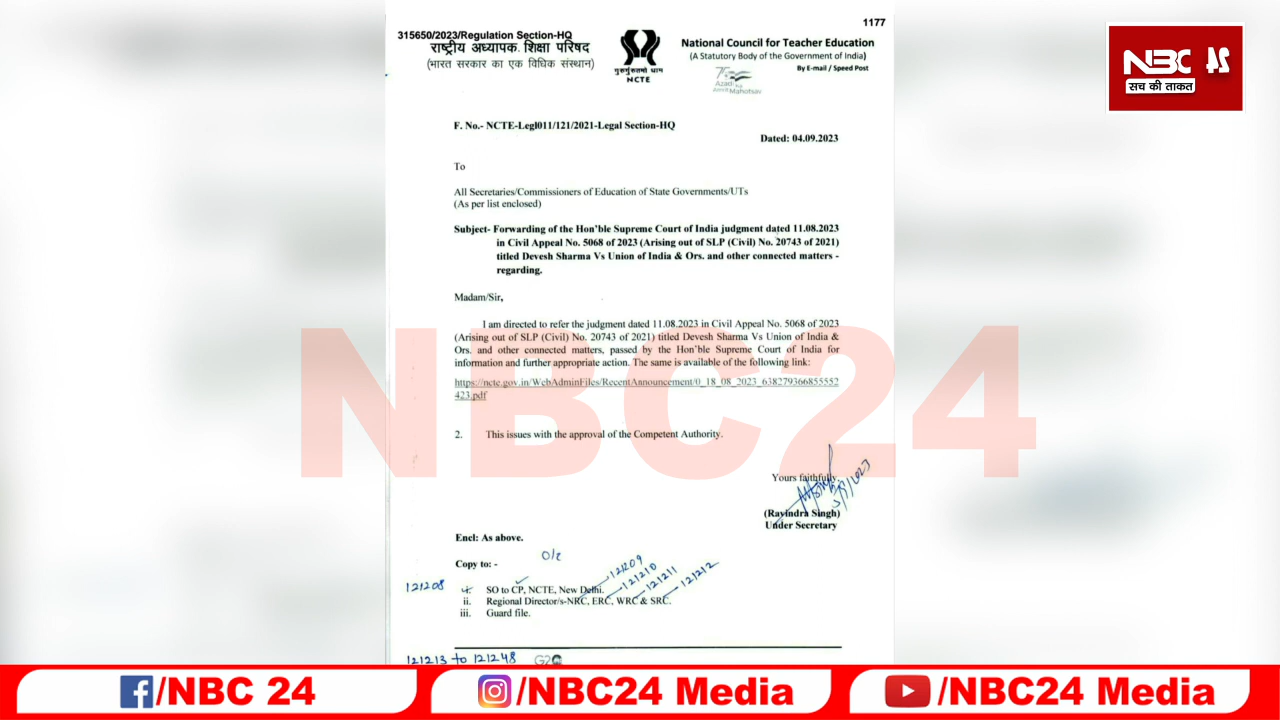 1177
315650/2023/Regulation Section-HQ
राष्ट्रीय अध्यापक शिक्षा परिषद
(भारत सरकार का एक विधिक संस्थान)
गुरुर्गुरुतमो धाम
NCTE
National Council for Teacher Education
(A Statutory Body of the Government of India)
By E-mail / Speed Post
Azadi Ka
Amrit Mahotsav
NBC 24
सच की ताकत
F. No.- NCTE-Legl011/121/2021-Legal Section-HQ
Dated: 04.09.2023
To
All Secretaries/Commissioners of Education of State Governments/UTs
(As per list enclosed)
Subject- Forwarding of the Hon'ble Supreme Court of India judgment dated 11.08.2023
in Civil Appeal No. 5068 of 2023 (Arising out of SLP (Civil) No. 20743 of 2021)
titled Devesh Sharma Vs Union of India & Ors. and other connected matters -
regarding.
Madam/Sir,
I am directed to refer the judgment dated 11.08.2023 in Civil Appeal No. 5068 of 2023
(Arising out of SLP (Civil) No. 20743 of 2021) titled Devesh Sharma Vs Union of India &
Ors. and other connected matters, passed by the Hon'ble Supreme Court of India for
information and further appropriate action. The same is available of the following link:
https://ncte.gov.in/WebAdminFiles/RecentAnnouncement/0_18_08_2023_638279366855552
423.pdf
NBC24
2. This issues with the approval of the Competent Authority.
Yours faithfully,
(Ravindra Singh)
Under Secretary
Encl: As above.
O/c
Copy to: -
121208
121209
121210
121211
121212
SO to CP, NCTE, New Delhi.
ii. Regional Director/s-NRC, ERC, WRC & SRC.
iii. Guard file.
121213 to 121248
G20
/NBC 24
/NBC24 Media
/NBC24 Media